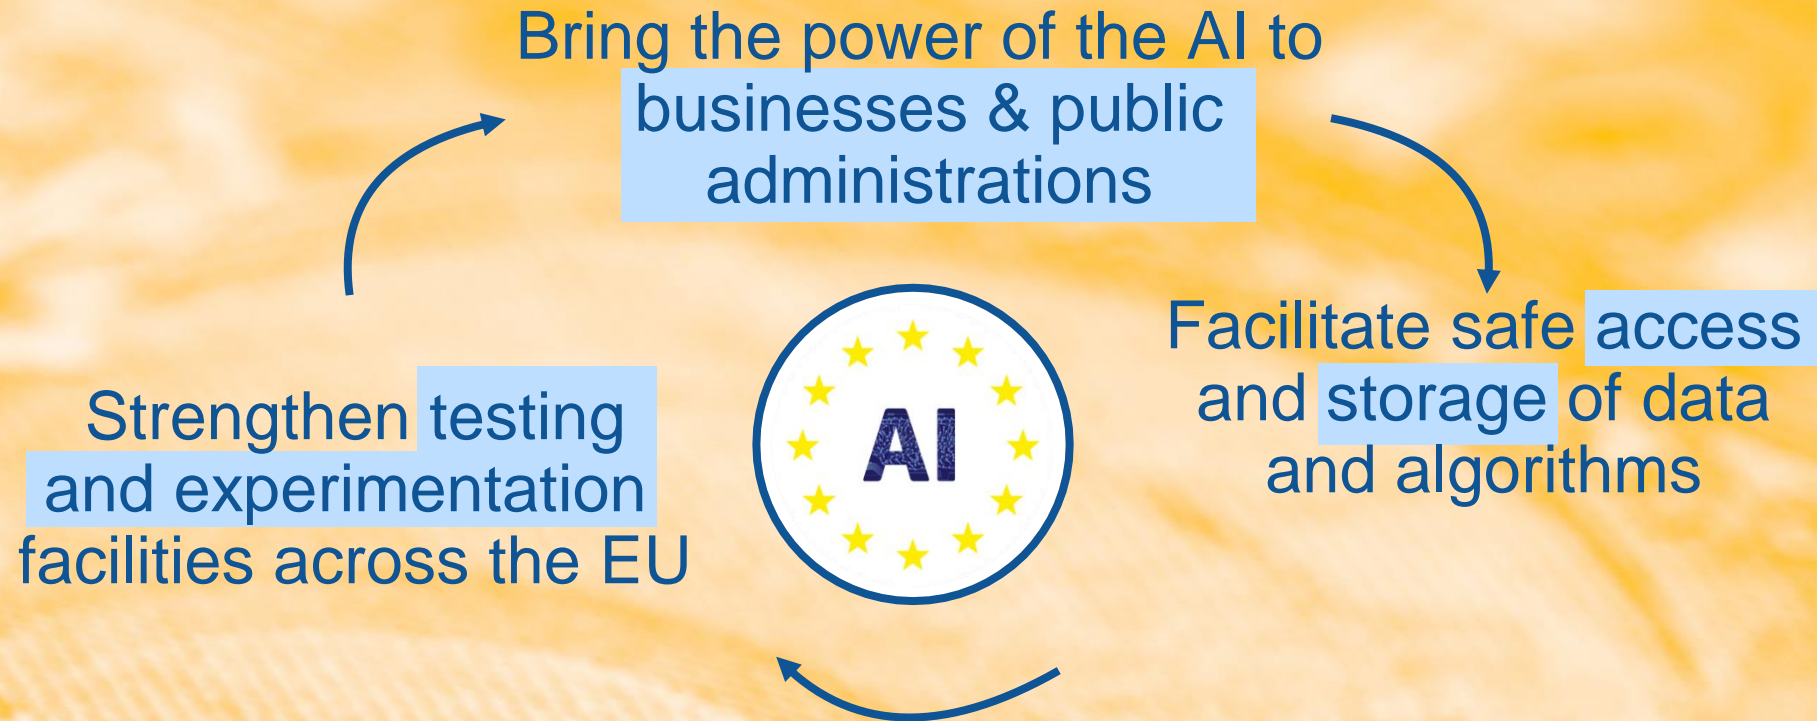 Bring the power of the AI to
businesses & public
administrations
Facilitate safe access
and storage of data
and algorithms
Strengthen testing
and experimentation
facilities across the EU
AI